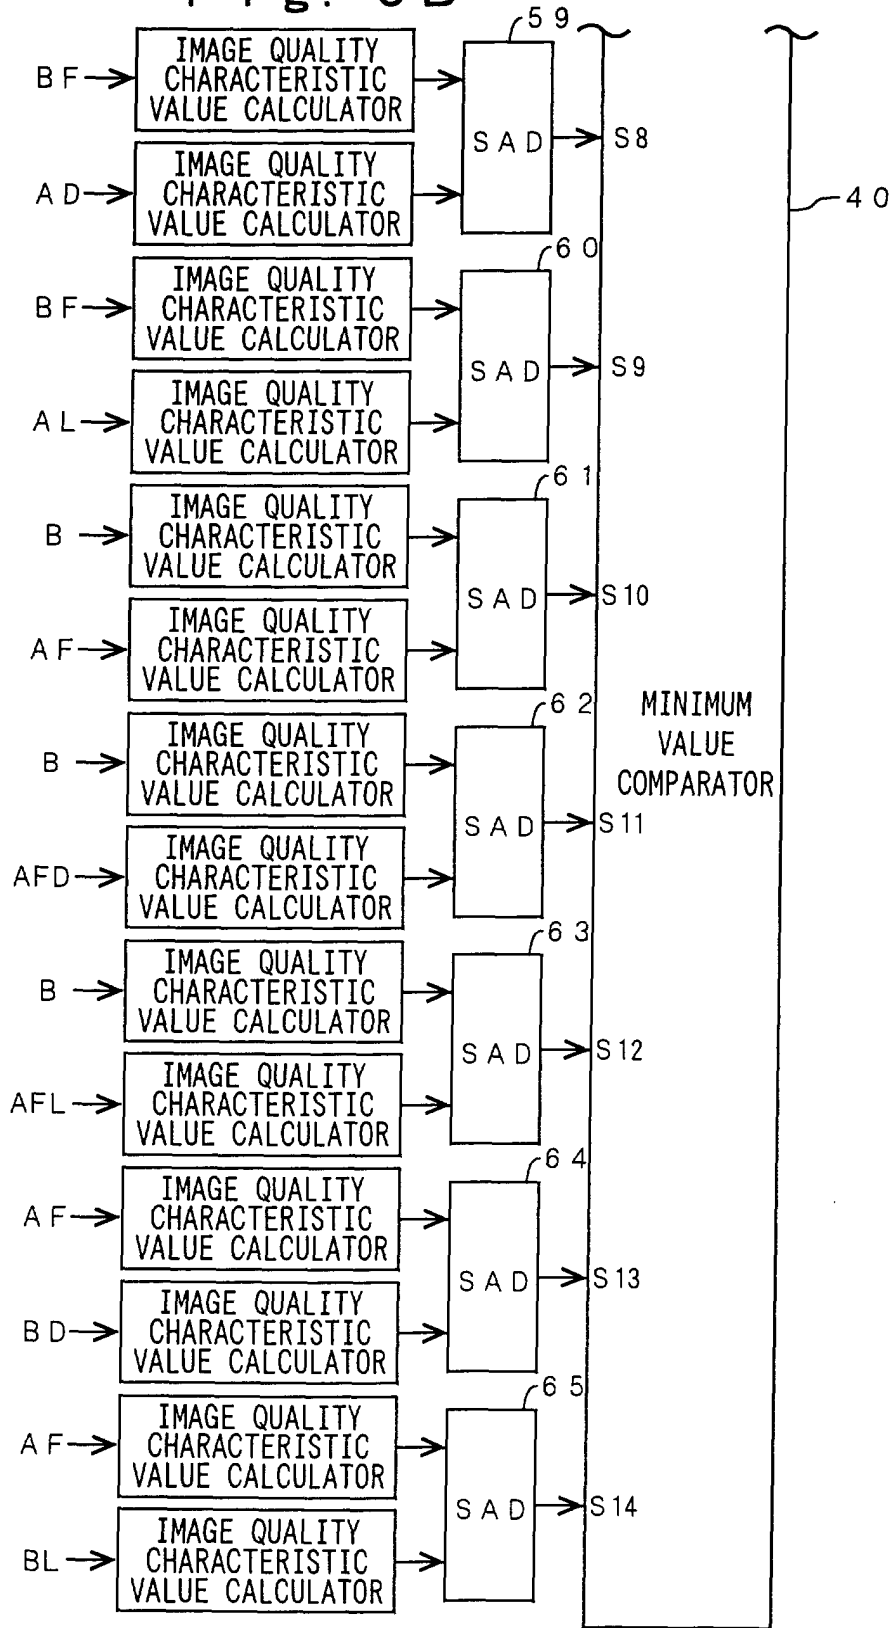 59
BF
IMAGE QUALITY
CHARACTERISTIC
VALUE CALCULATOR
SAD
S8
AD
IMAGE QUALITY
CHARACTERISTIC
VALUE CALCULATOR
40
60
BF
IMAGE QUALITY
CHARACTERISTIC
VALUE CALCULATOR
SAD
S9
AL
IMAGE QUALITY
CHARACTERISTIC
VALUE CALCULATOR
61
B
IMAGE QUALITY
CHARACTERISTIC
VALUE CALCULATOR
SAD
S10
AF
IMAGE QUALITY
CHARACTERISTIC
VALUE CALCULATOR
62
MINIMUM
VALUE
COMPARATOR
B
IMAGE QUALITY
CHARACTERISTIC
VALUE CALCULATOR
SAD
S11
AFD
IMAGE QUALITY
CHARACTERISTIC
VALUE CALCULATOR
63
B
IMAGE QUALITY
CHARACTERISTIC
VALUE CALCULATOR
SAD
S12
AFL
IMAGE QUALITY
CHARACTERISTIC
VALUE CALCULATOR
64
AF
IMAGE QUALITY
CHARACTERISTIC
VALUE CALCULATOR
SAD
S13
BD
IMAGE QUALITY
CHARACTERISTIC
VALUE CALCULATOR
65
AF
IMAGE QUALITY
CHARACTERISTIC
VALUE CALCULATOR
SAD
S14
BL
IMAGE QUALITY
CHARACTERISTIC
VALUE CALCULATOR